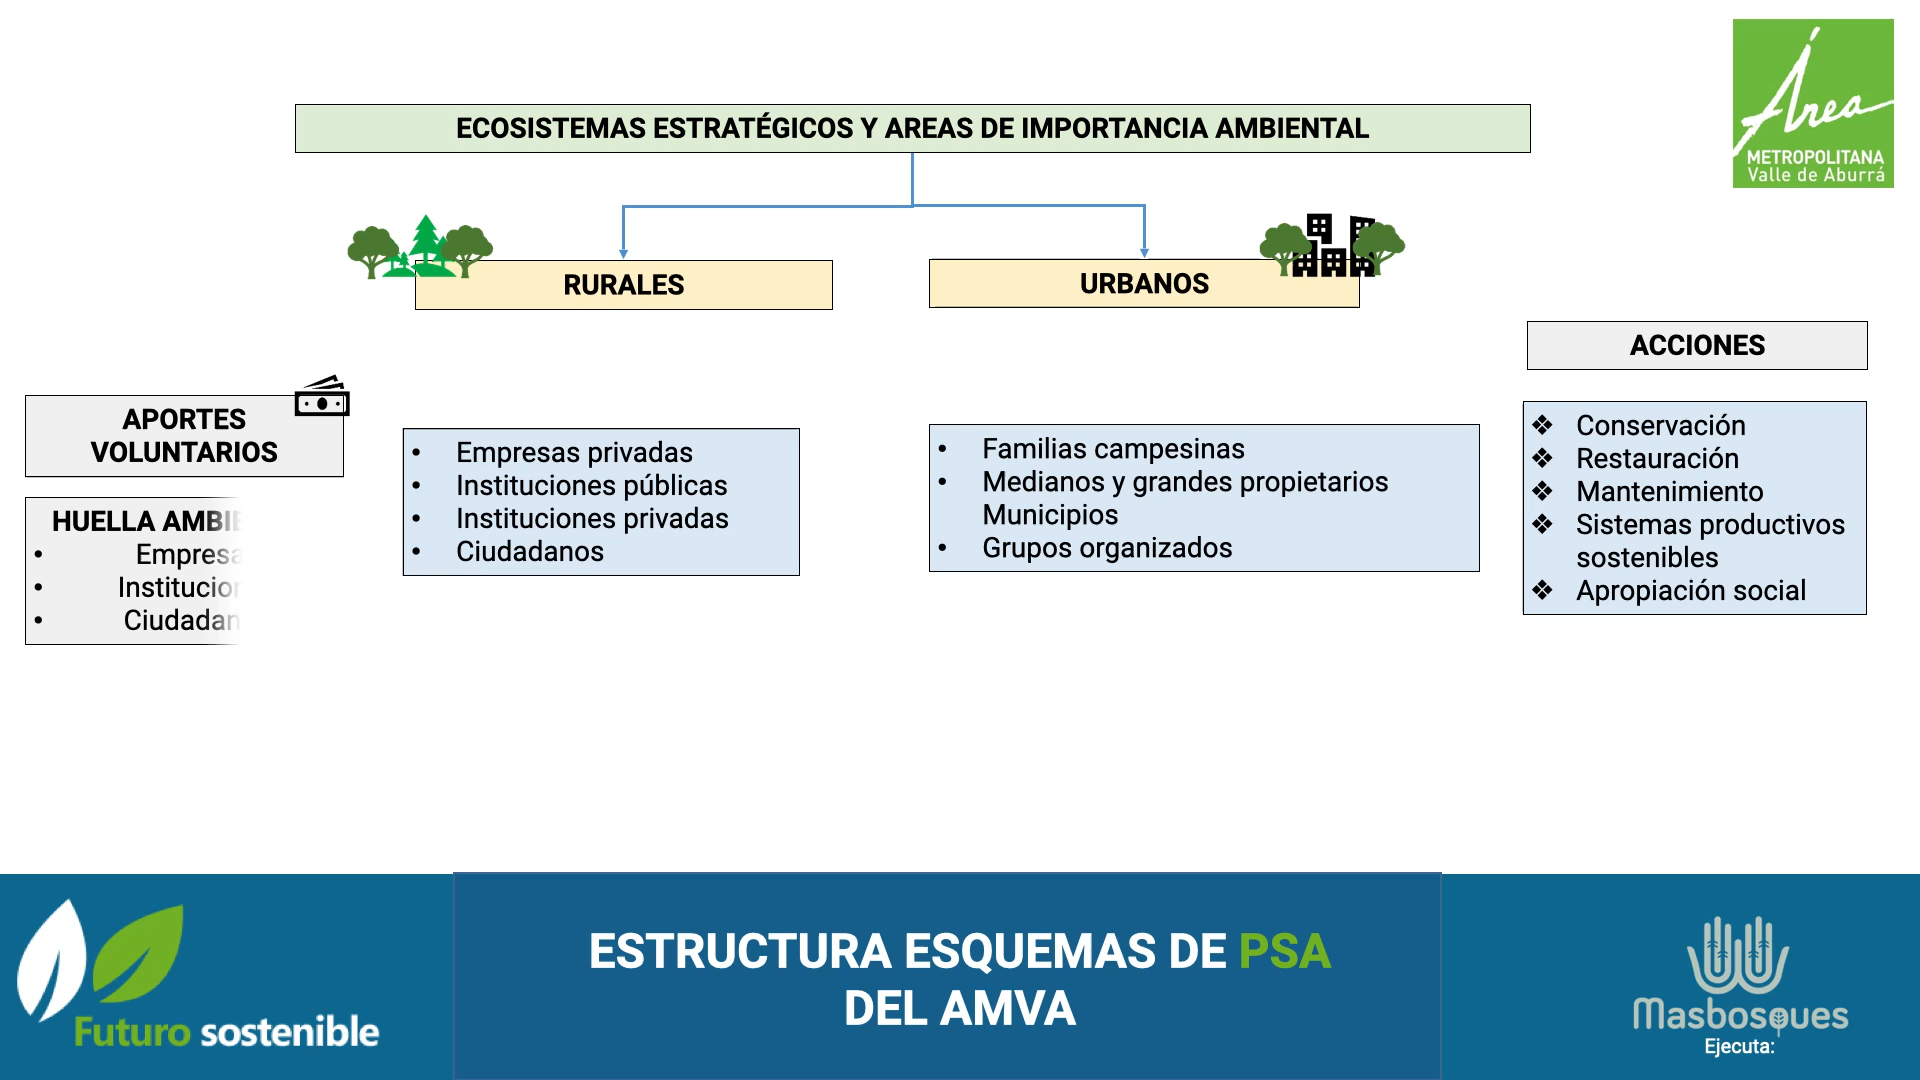 ECOSISTEMAS ESTRATÉGICOS Y AREAS DE IMPORTANCIA AMBIENTAL
Área
METROPOLITANA
Valle de Aburrá
RURALES
URBANOS
APORTES
VOLUNTARIOS
HUELLA
• Empresas privadas
• Instituciones públicas
• Instituciones privadas
• Ciudadanos
• Familias campesinas
• Medianos y grandes propietarios
Municipios
• Grupos organizados
ACCIONES
❖ Conservación
❖ Restauración
❖ Mantenimiento
❖ Sistemas productivos
sostenibles
❖ Apropiación social
Futuro sostenible
ESTRUCTURA ESQUEMAS DE PSA
DEL AMVA
Masbosques
Ejecuta: